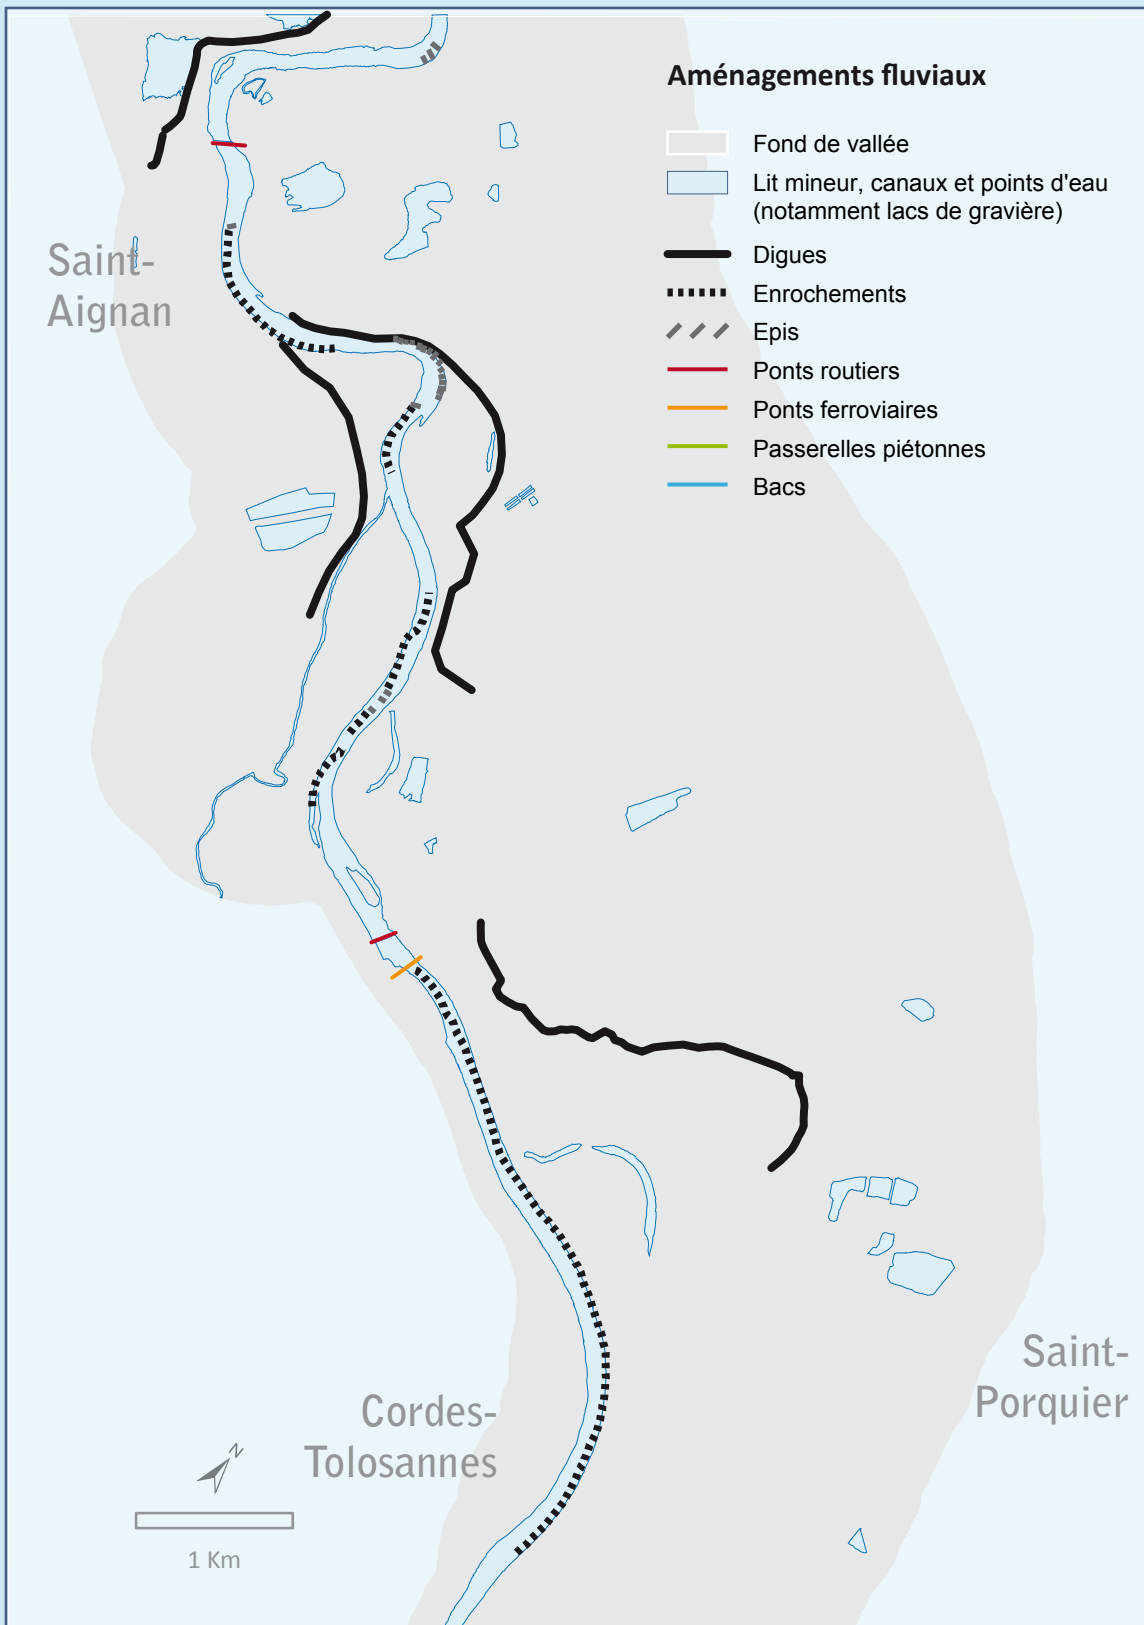 Aménagements fluviaux
Fond de vallée
Lit mineur, canaux et points d'eau
(notamment lacs de gravière)
Digues
Enrochements
Epis
Ponts routiers
Ponts ferroviaires
Passerelles piétonnes
Bacs
Saint-
Aignan
Saint-
Porquier
Cordes-
Tolosannes
N
1 Km